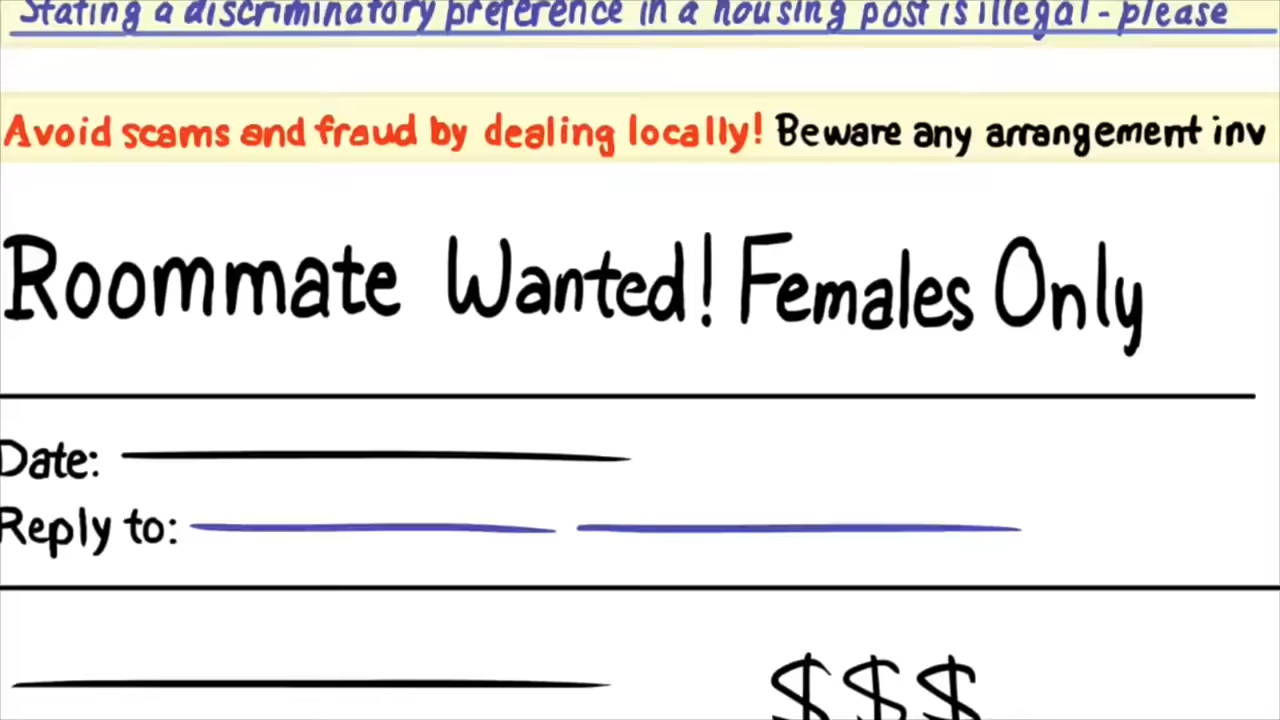 Stating a discriminatory preference in a housing post is illegal - please
Avoid scams and fraud by dealing locally! Beware any arrangement inv
Roommate Wanted! Females Only
Date:
Reply to:
$$$